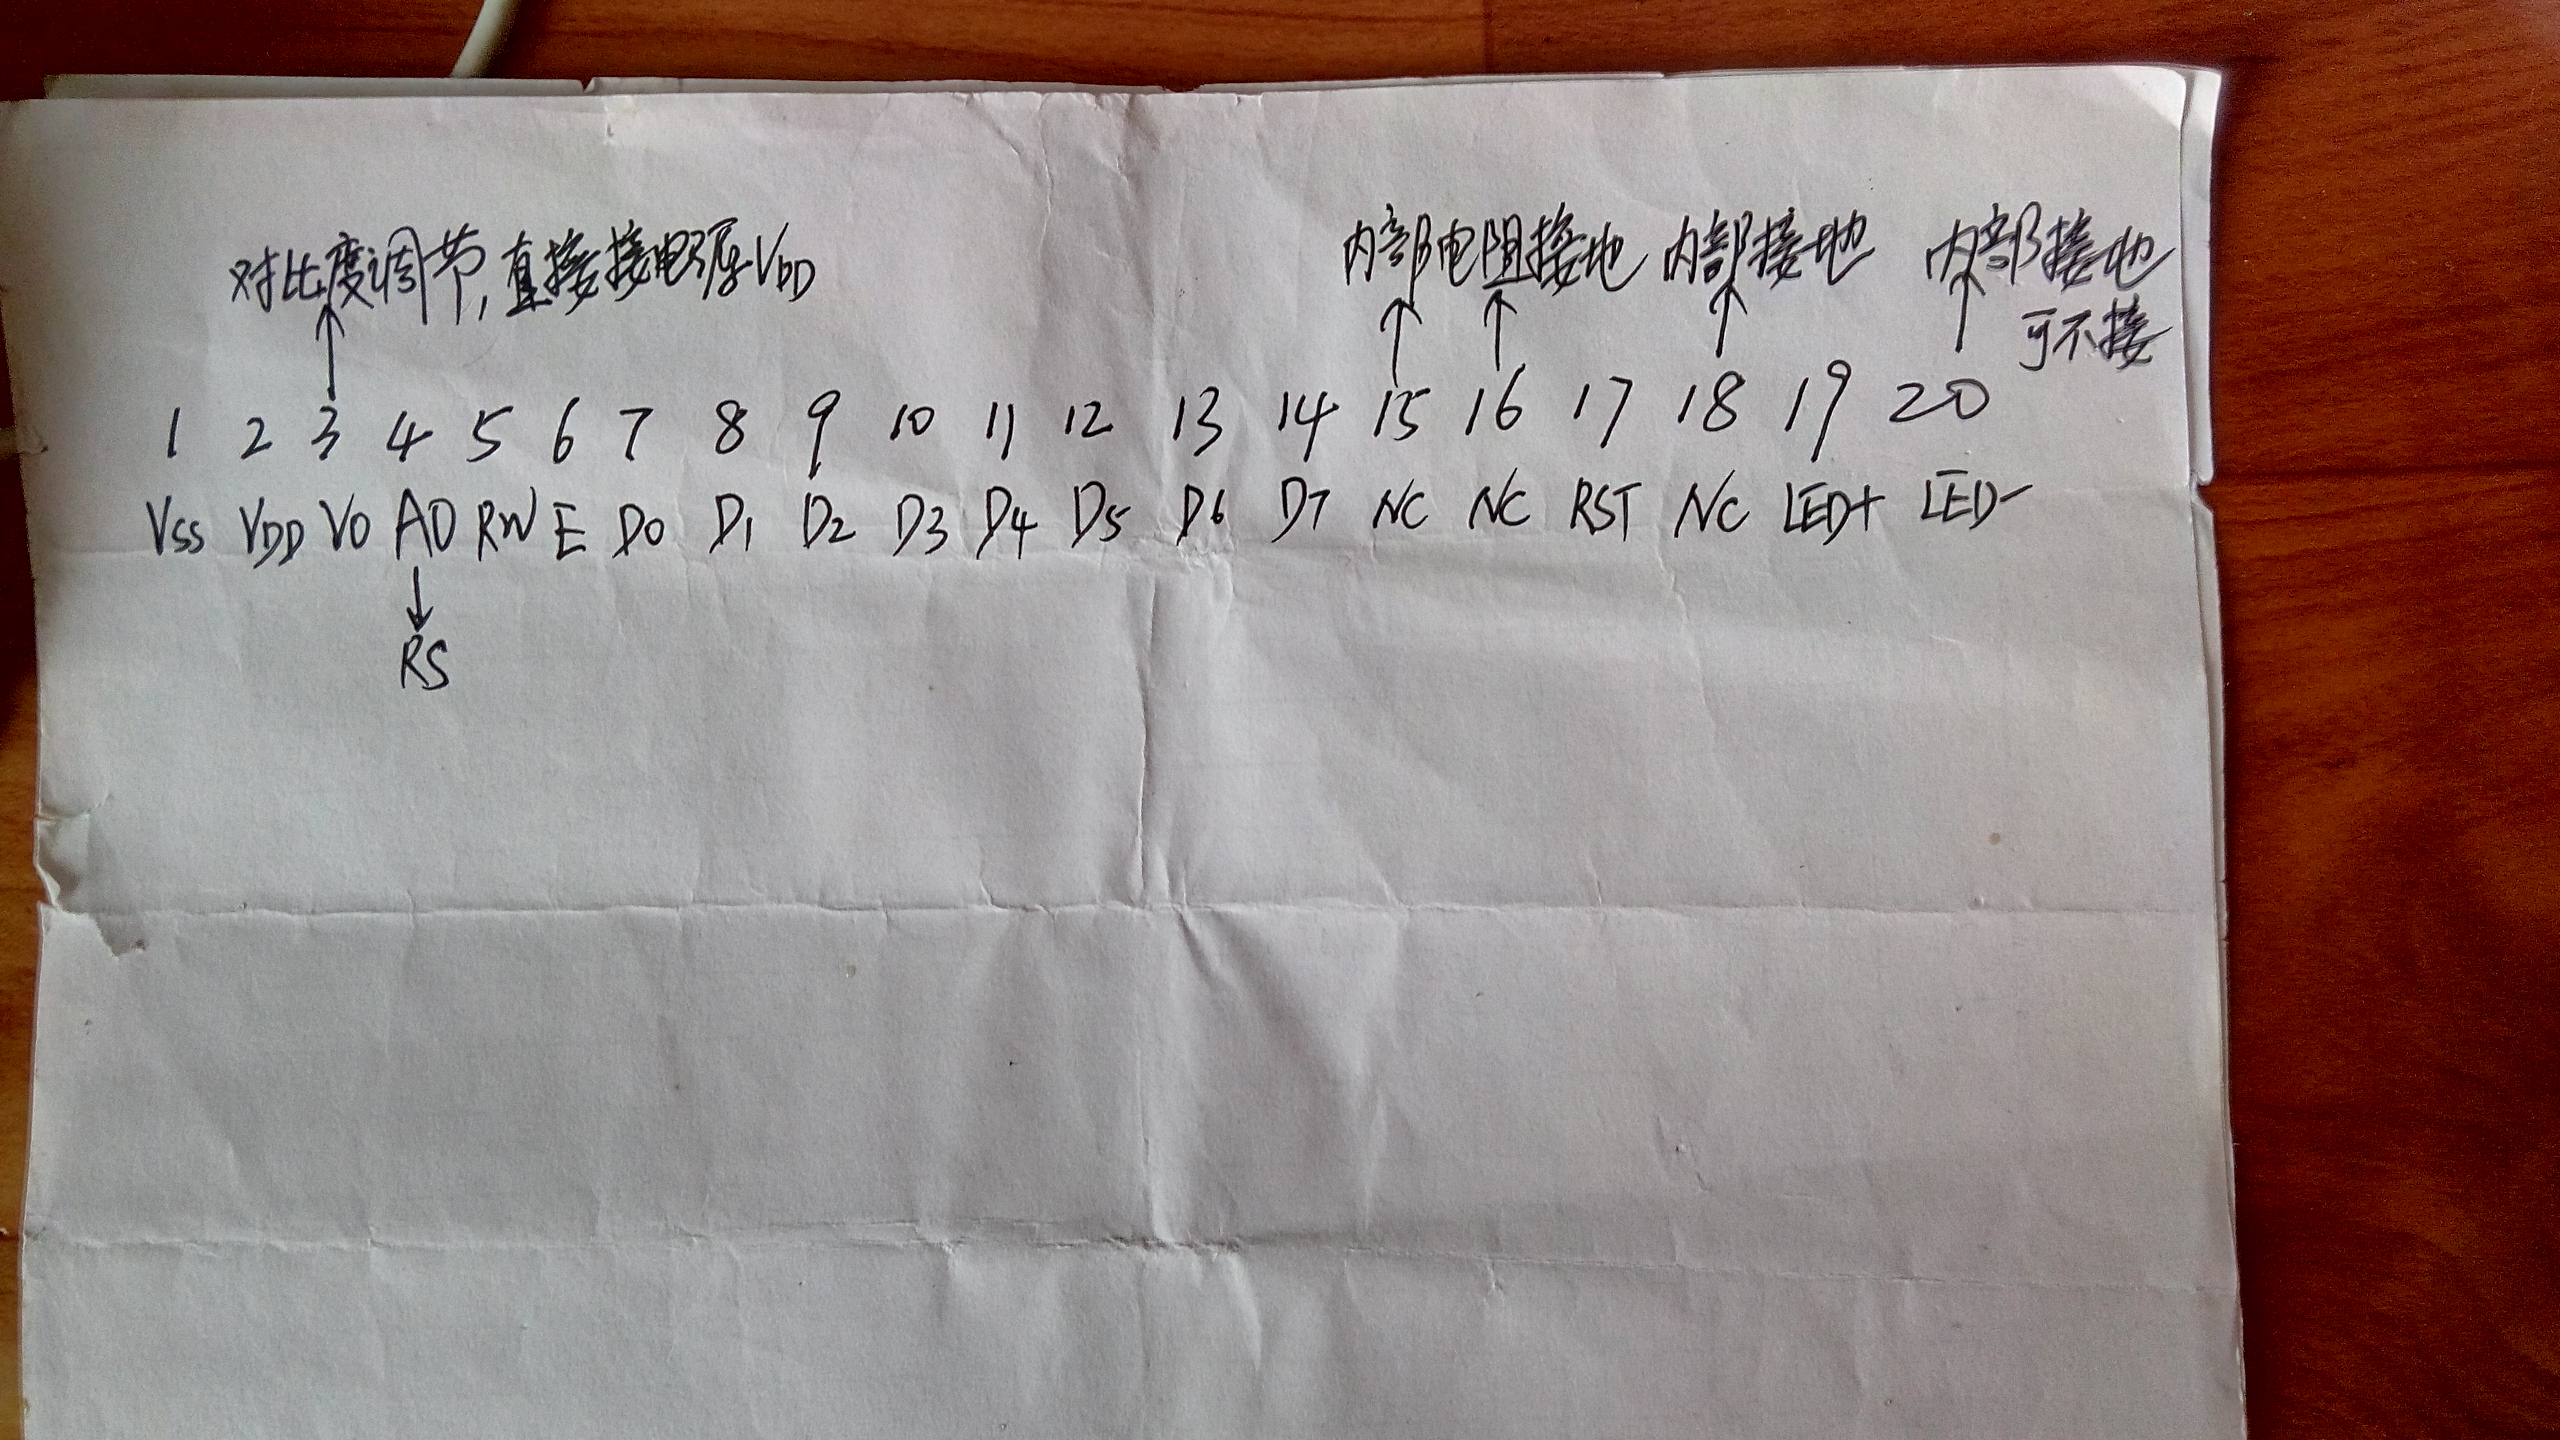 对比度调节,直接接电源VDD 内部电阻接地 内部接地 内部接地
可不接
1 2 3 4 5 6 7 8 9 10 11 12 13 14 15 16 17 18 19 20
VSS VDD VO A0 RW E D0 D1 D2 D3 D4 D5 D6 D7 NC NC RST NC LED+ LED-
RS